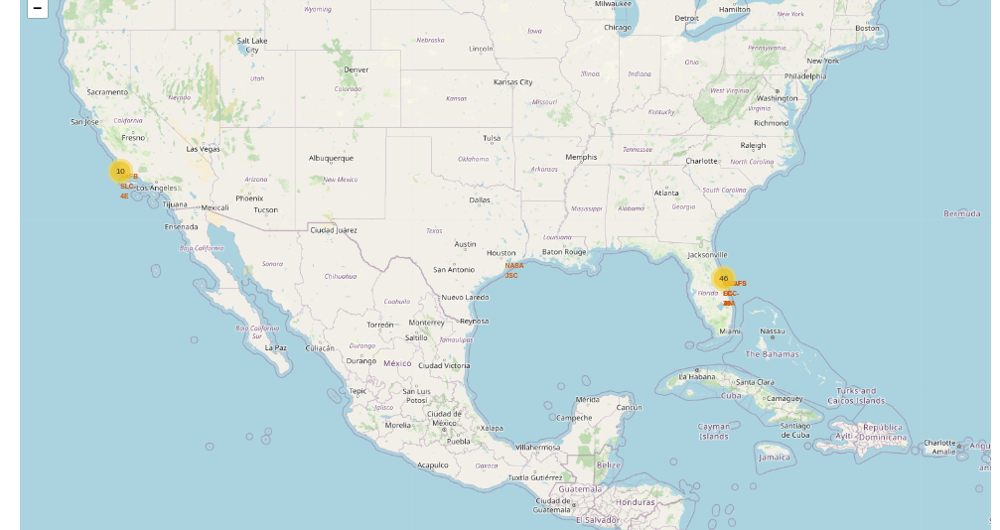 −
Milwaukee
Hamilton
Wyoming
Iowa
Detroit
New York
Chicago
Boston
Salt Lake
City
Nebraska
Lincoln
Pennsylvania
New York
Denver
Utah
Colorado
Illinois
Indiana
Ohio
Philadelphia
Kansas City
Sacramento
Nevada
Kansas
Missouri
West Virginia
Washington
Virginia
San Jose
California
Kentucky
Richmond
Fresno
Las Vegas
Tulsa
Raleigh
Albuquerque
Oklahoma
Memphis
Tennessee
Charlotte
North Carolina
10
Arkansas
SLC-
4E
Los Angeles
Arizona
New Mexico
Phoenix
Atlanta
South Carolina
Tijuana
Mexicali
Tucson
Dallas
Mississippi
Alabama
Georgia
Bermuda
Ensenada
Ciudad Juárez
Texas
Louisiana
Baja California
Austin
Houston
Baton Rouge
Jacksonville
Sonora
Chihuahua
San Antonio
NASA
JSC
46
Florida
Coahuila
Nuevo Laredo
Baja California
Sur
Torreón
Monterrey
Reynosa
Miami
Nassau
Saltillo
Tamaulipas
La Paz
Culiacán
Durango
The Bahamas
Durango
México
Ciudad Victoria
La Habana
Santa Clara
Tepic
San Luis
Potosí
Mérida
Cancún
Cuba
Camaguey
Turks and
Caicos Islands
Jalisco
Ciudad de
México
Campeche
Cayman
Islands
Santiago
de Cuba
Morelia
Xalapa
Puebla
Ayiti
República
Dominicana
Villahermosa
Charlotte
Amalie
Acapulco
Oaxaca
Belize
Jamaica
Tuxtla Gutiérrez
Guatemala
Ciudad de
Guatemala
Honduras
El Salvador